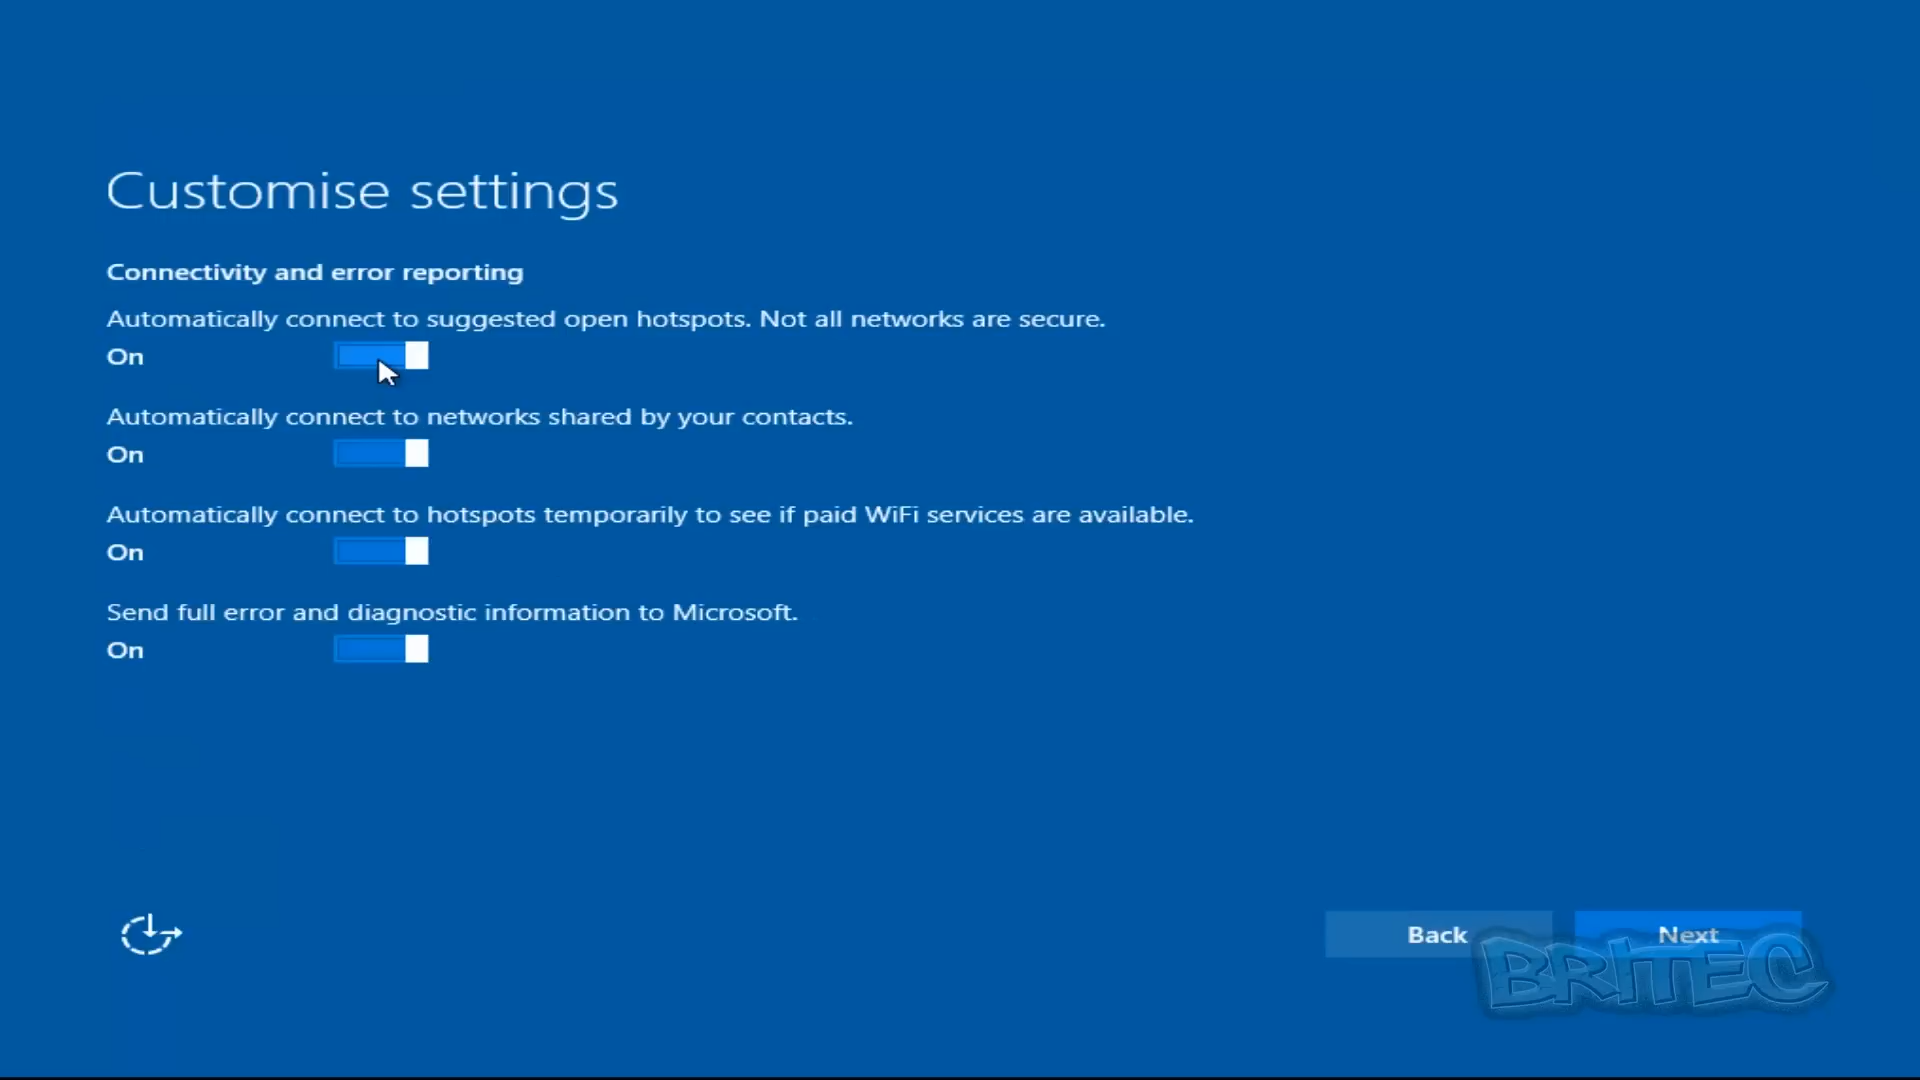 Customise settings
Connectivity and error reporting
Automatically connect to suggested open hotspots. Not all networks are secure.
On
Automatically connect to networks shared by your contacts.
On
Automatically connect to hotspots temporarily to see if paid WiFi services are available.
On
Send full error and diagnostic information to Microsoft.
On
Back
Next
BRITEC